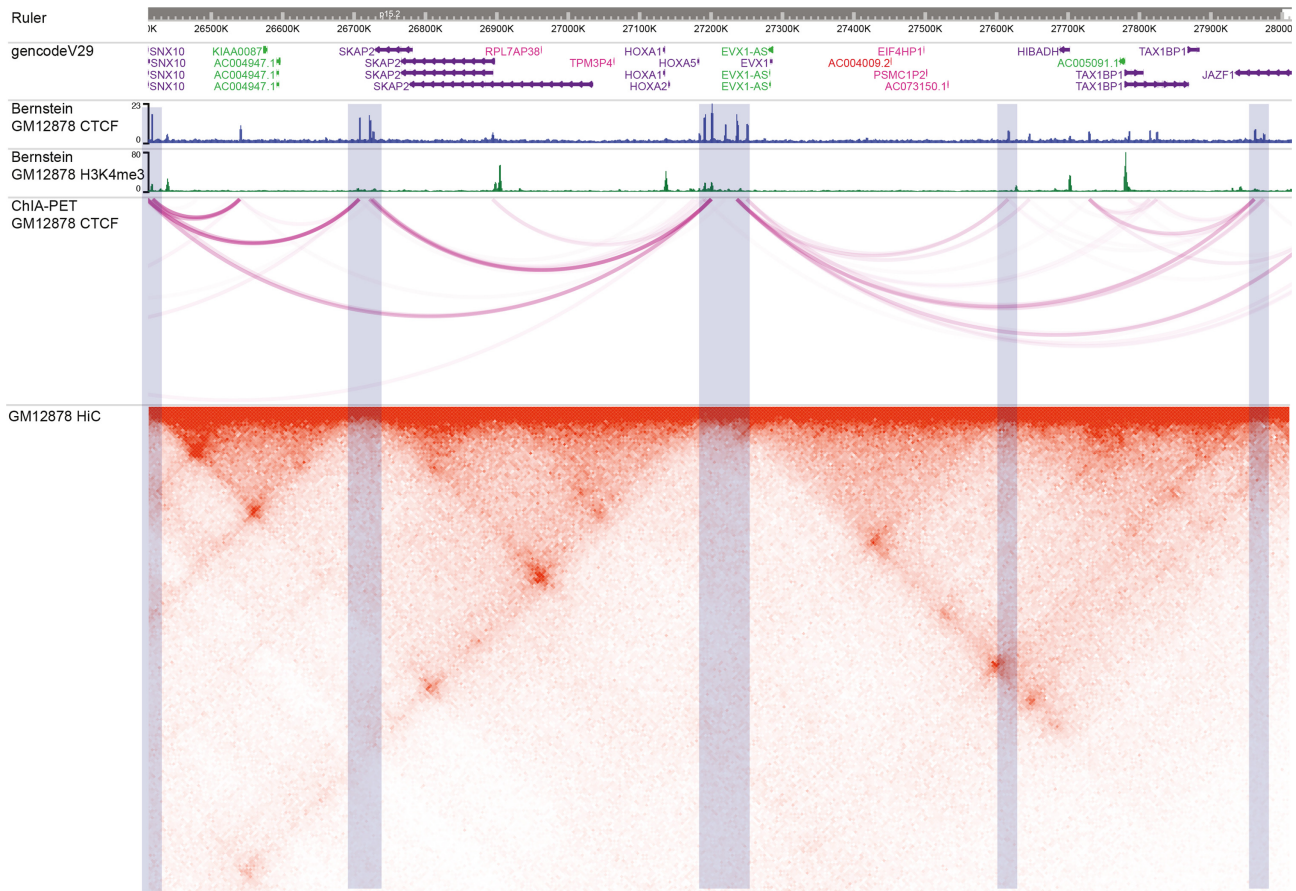 Ruler
p15.2
K 26500K 26600K 26700K 26800K 26900K 27000K 27100K 27200K 27300K 27400K 27500K 27600K 27700K 27800K 27900K 28000
gencodeV29
SNX10 KIAA0087 SKAP2 RPL7AP38 HOXA1 EVX1-AS EIF4HP1 HIBADH TAX1BP1
SNX10 AC004947.1 SKAP2 TPM3P4 HOXA5 EVX1 AC004009.2 AC005091.1
SNX10 AC004947.1 SKAP2 HOXA1 EVX1-AS PSMC1P2 TAX1BP1 JAZF1
SNX10 AC004947.1 SKAP2 HOXA2 EVX1-AS AC073150.1 TAX1BP1
Bernstein 23
GM12878 CTCF
0
Bernstein 80
GM12878 H3K4me3
0
ChIA-PET
GM12878 CTCF
GM12878 HiC